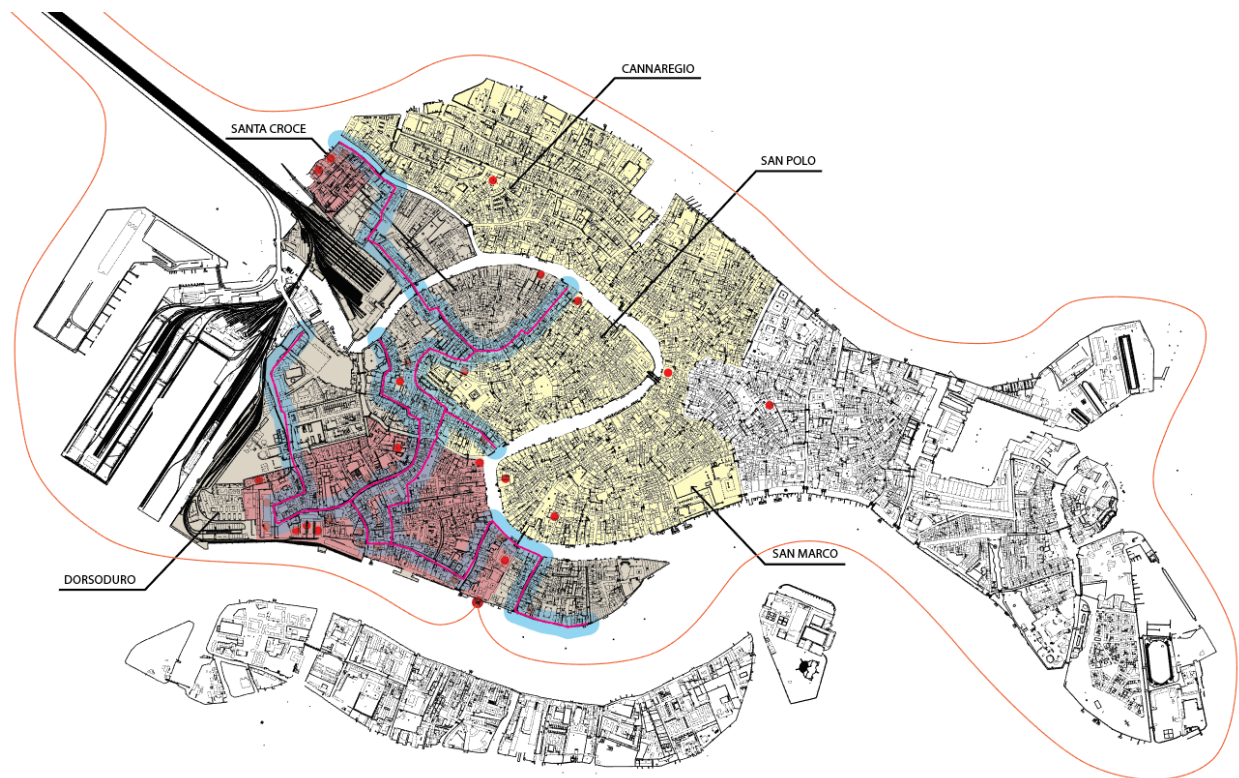 CANNAREGIO
SANTA CROCE
SAN POLO
SAN MARCO
DORSODURO